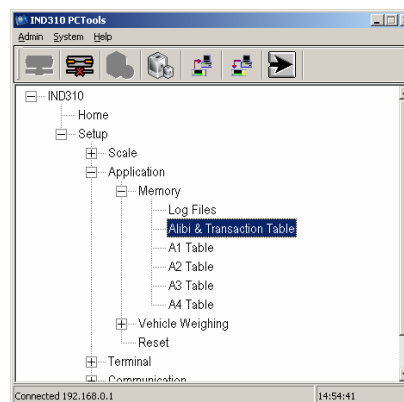 IND310 PCTools
Admin System Help
IND310
Home
Setup
Scale
Application
Memory
Log Files
Alibi & Transaction Table
A1 Table
A2 Table
A3 Table
A4 Table
Vehicle Weighing
Reset
Terminal
Communication
Connected 192.168.0.1 14:54:41